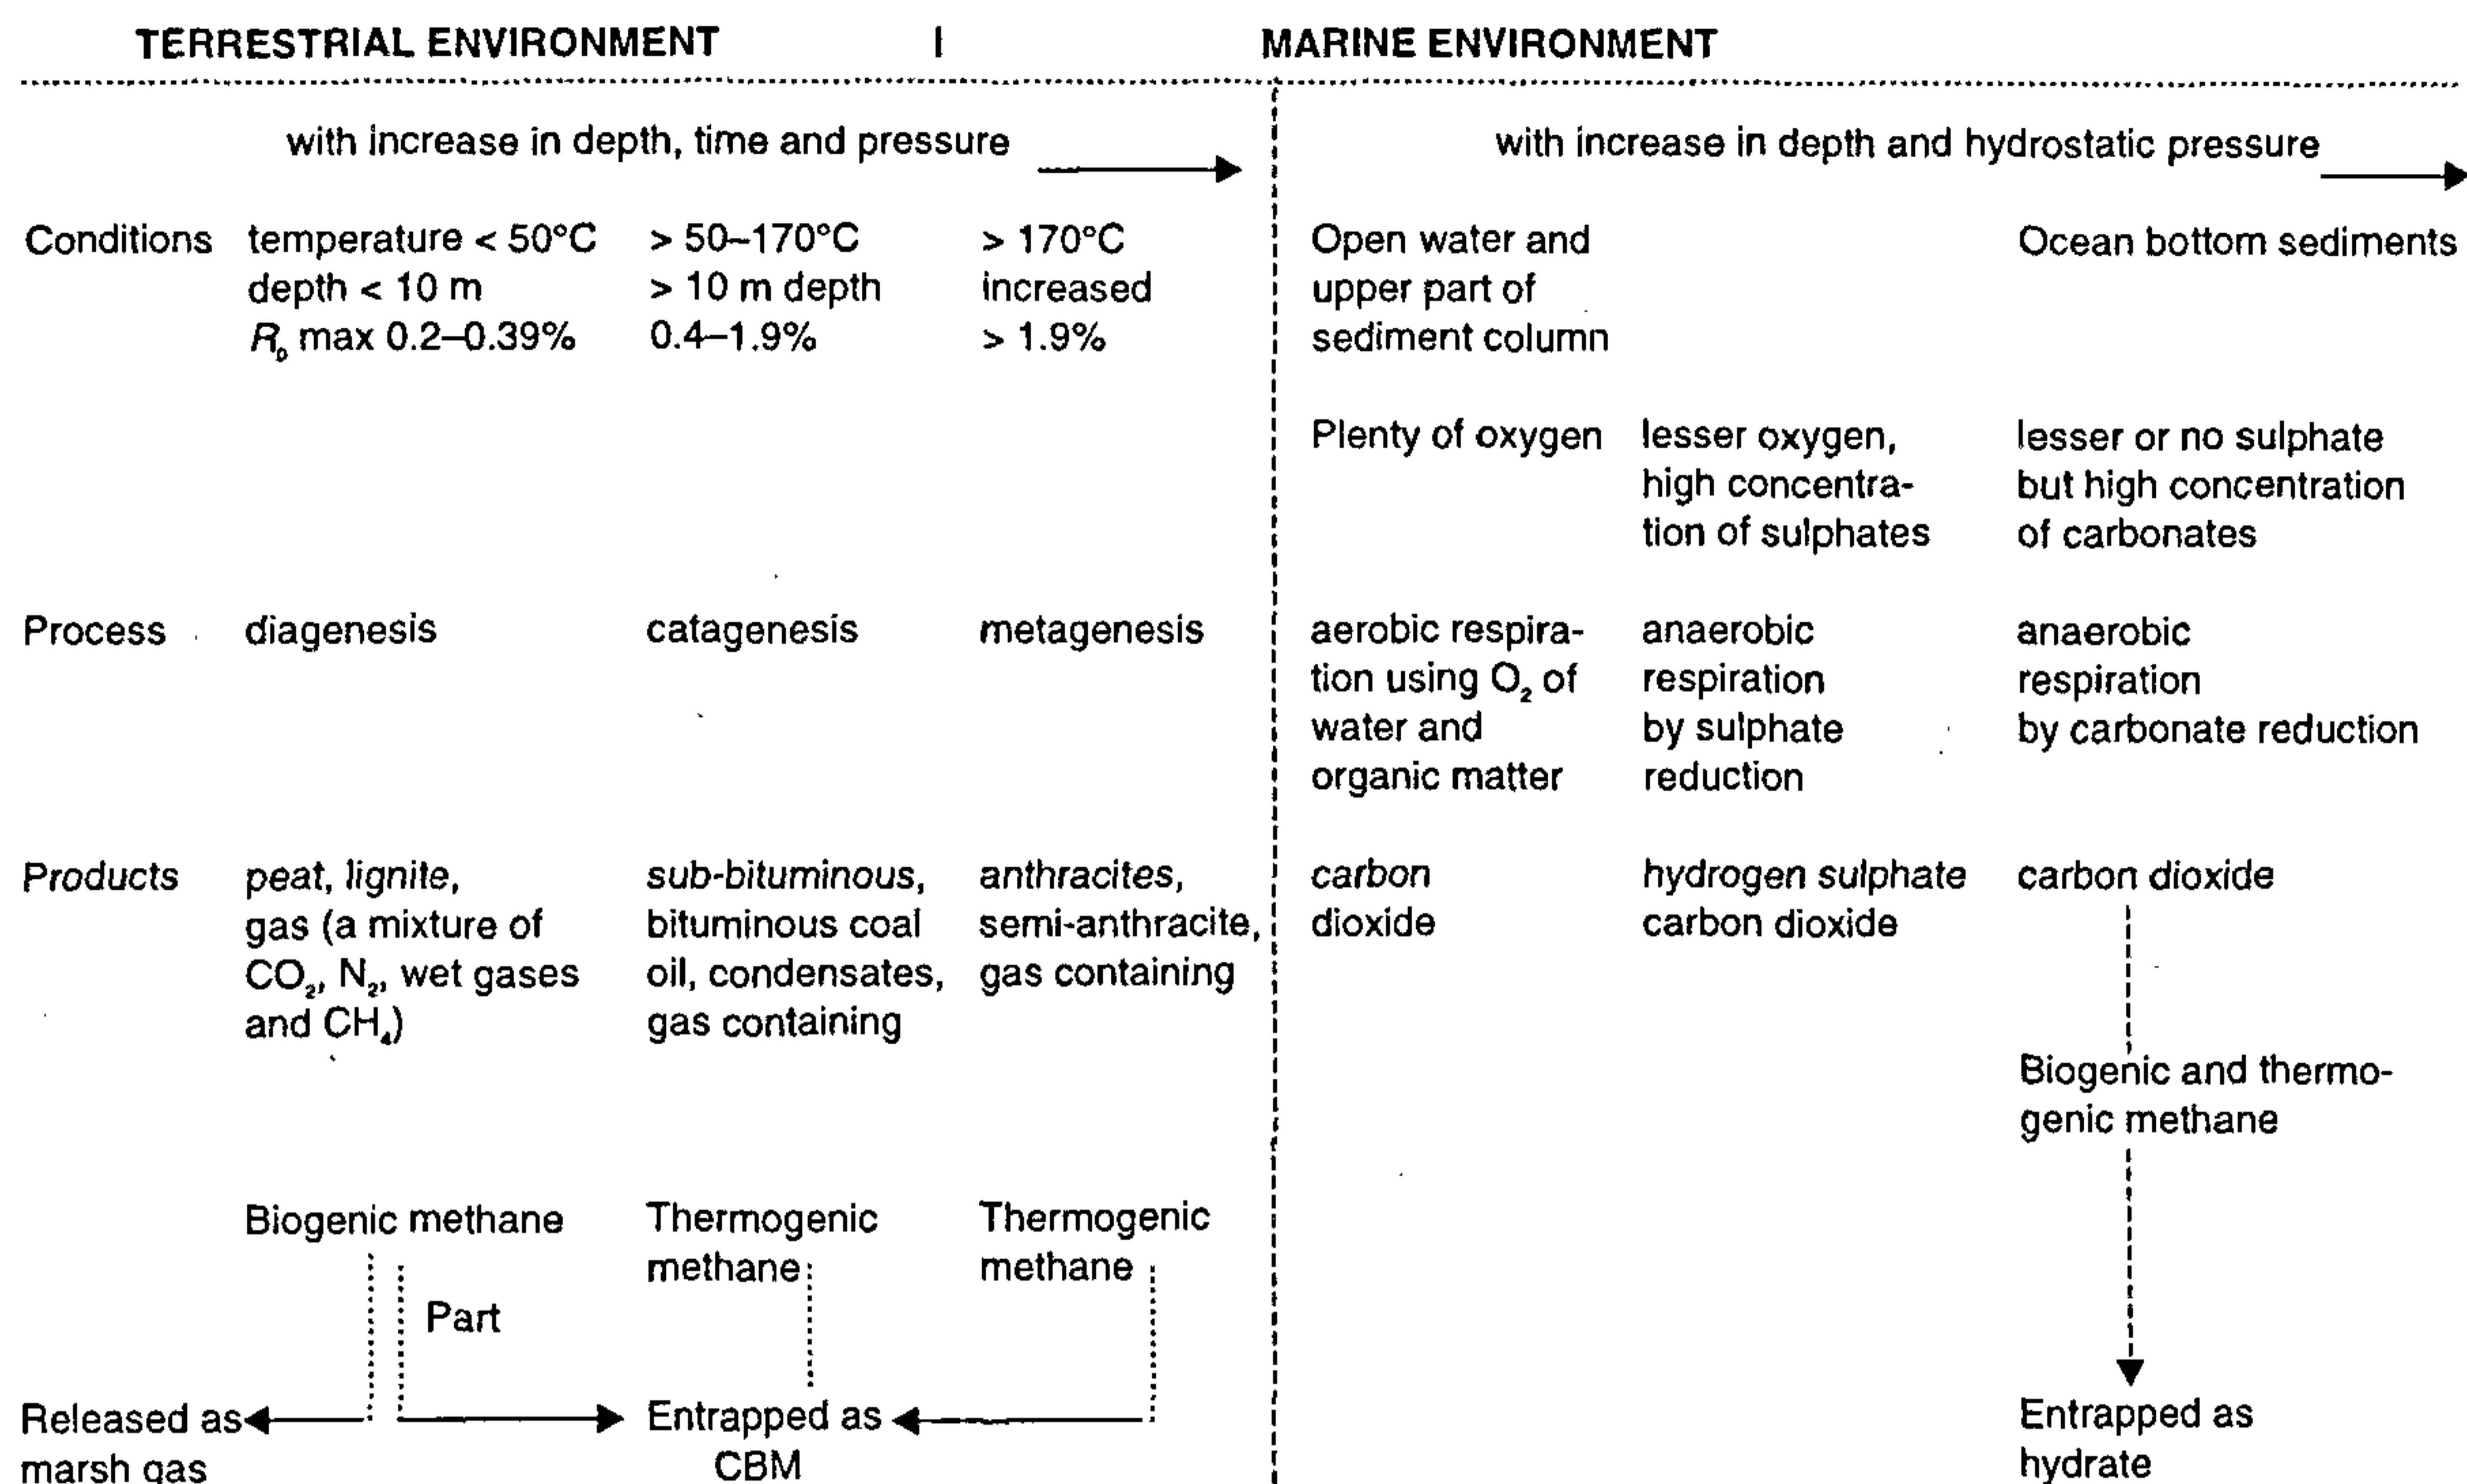 TERRESTRIAL ENVIRONMENT | MARINE ENVIRONMENT
with increase in depth, time and pressure
Conditions temperature < 50°C > 50–170°C > 170°C
depth < 10 m > 10 m depth increased
R₀ max 0.2–0.39% 0.4–1.9% > 1.9%
Process diagenesis catagenesis metagenesis
Products peat, lignite, sub-bituminous, anthracites,
gas (a mixture of bituminous coal semi-anthracite,
CO₂, N₂, wet gases oil, condensates, gas containing
and CH₄) gas containing
Biogenic methane Thermogenic Thermogenic
methane methane
Part
Released as Entrapped as
marsh gas CBM
with increase in depth and hydrostatic pressure
Open water and Ocean bottom sediments
upper part of
sediment column
Plenty of oxygen lesser oxygen, lesser or no sulphate
high concentra- but high concentration
tion of sulphates of carbonates
aerobic respira- anaerobic anaerobic
tion using O₂ of respiration respiration
water and by sulphate by carbonate reduction
organic matter reduction
carbon hydrogen sulphate carbon dioxide
dioxide carbon dioxide
Biogenic and thermo-
genic methane
Entrapped as
hydrate